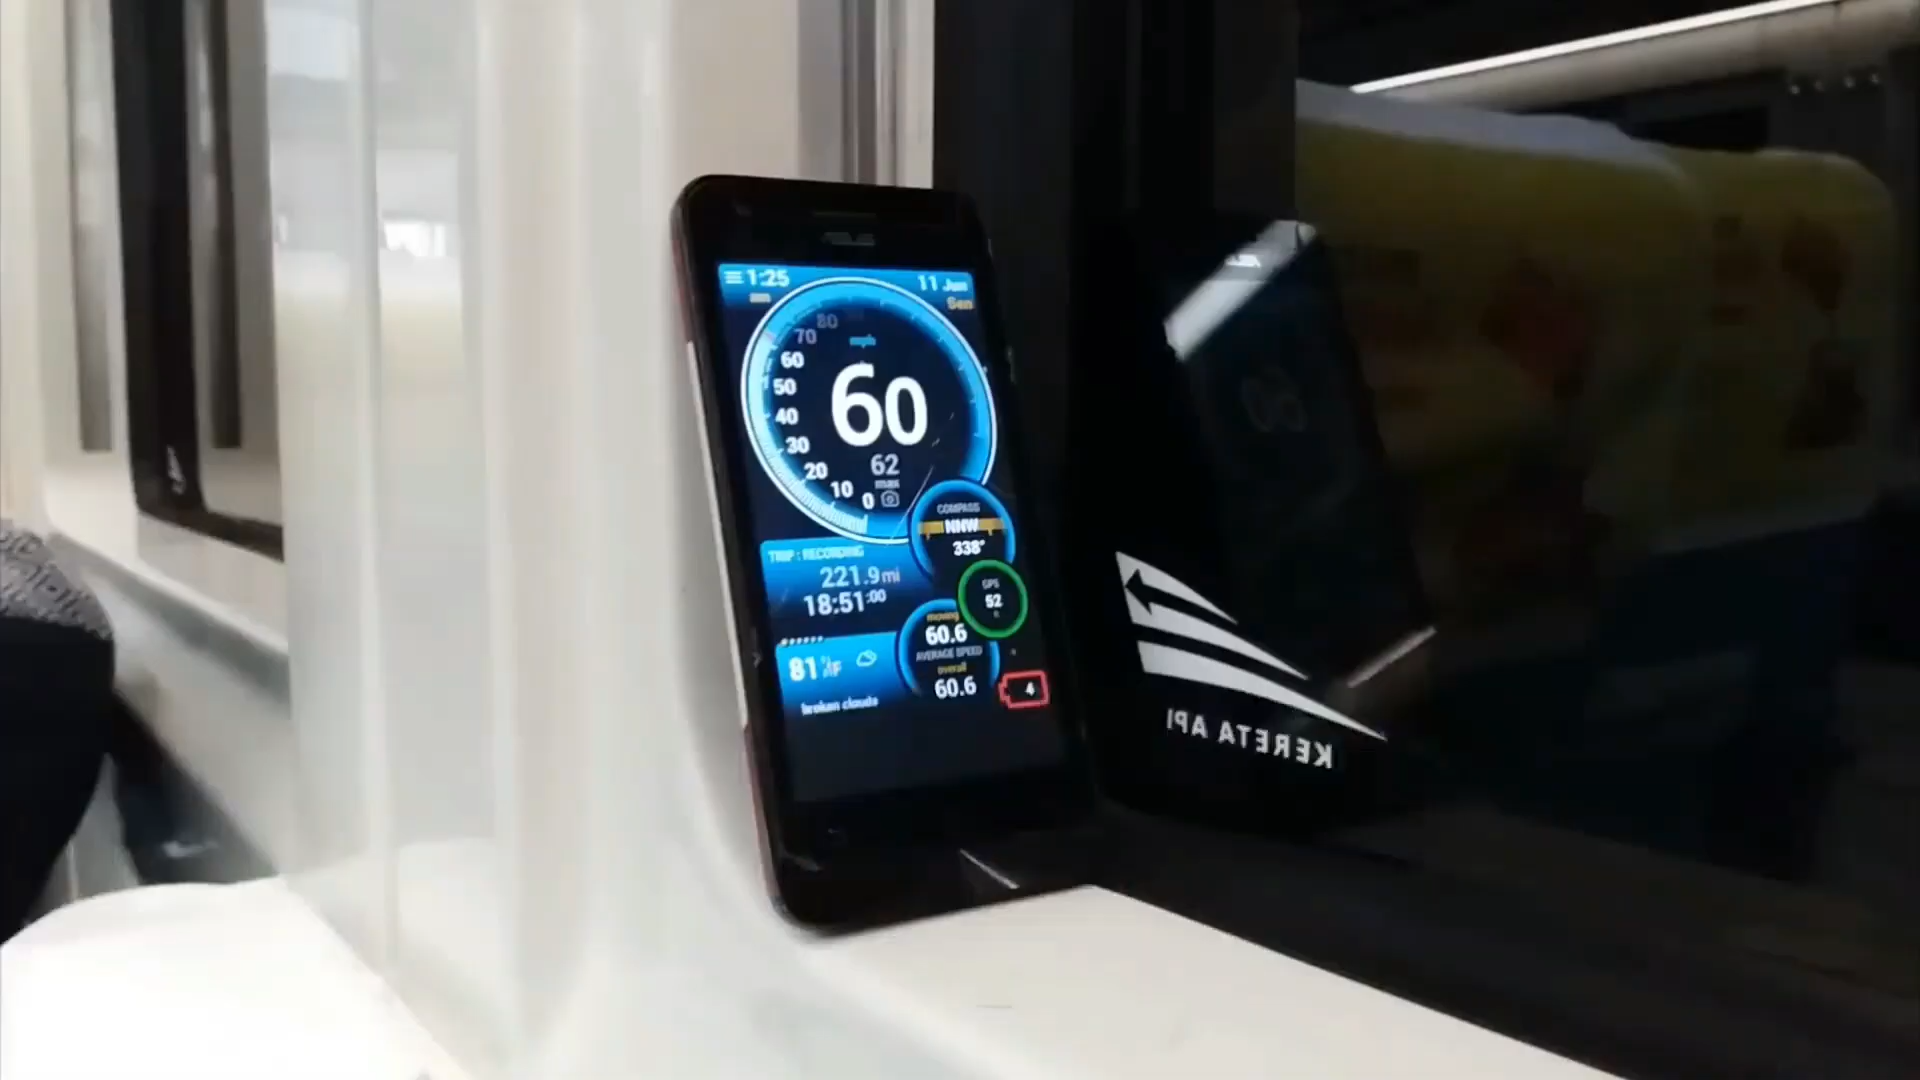 ASUS
1:25
11 Jun
am
Sen
80
70
60
50
40
30
20
10
0
mph
60
62
max
COMPASS
NNW
338°
TRIP : RECORDING
221.9 mi
18:51:00
GPS
52
moving
60.6
AVERAGE SPEED
overall
60.6
81°F
broken clouds
4
KERETA API